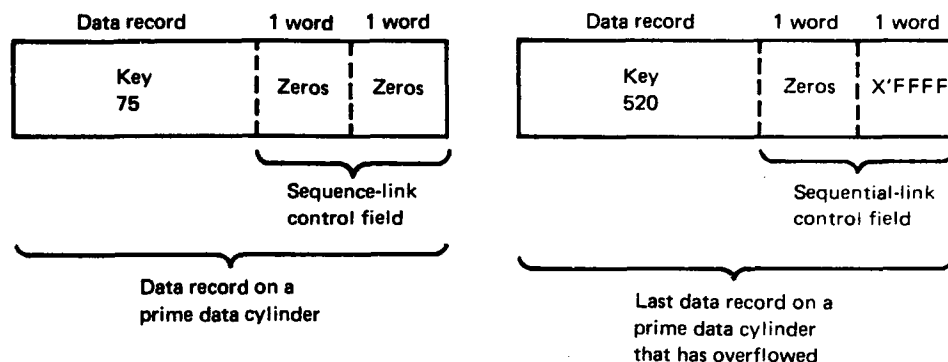 Data record 1 word 1 word
Key
75
Zeros
Zeros
Sequence-link
control field
Data record on a
prime data cylinder
Data record 1 word 1 word
Key
520
Zero
X'FFFF
Sequential-link
control field
Last data record on a
prime data cylinder
that has overflowed